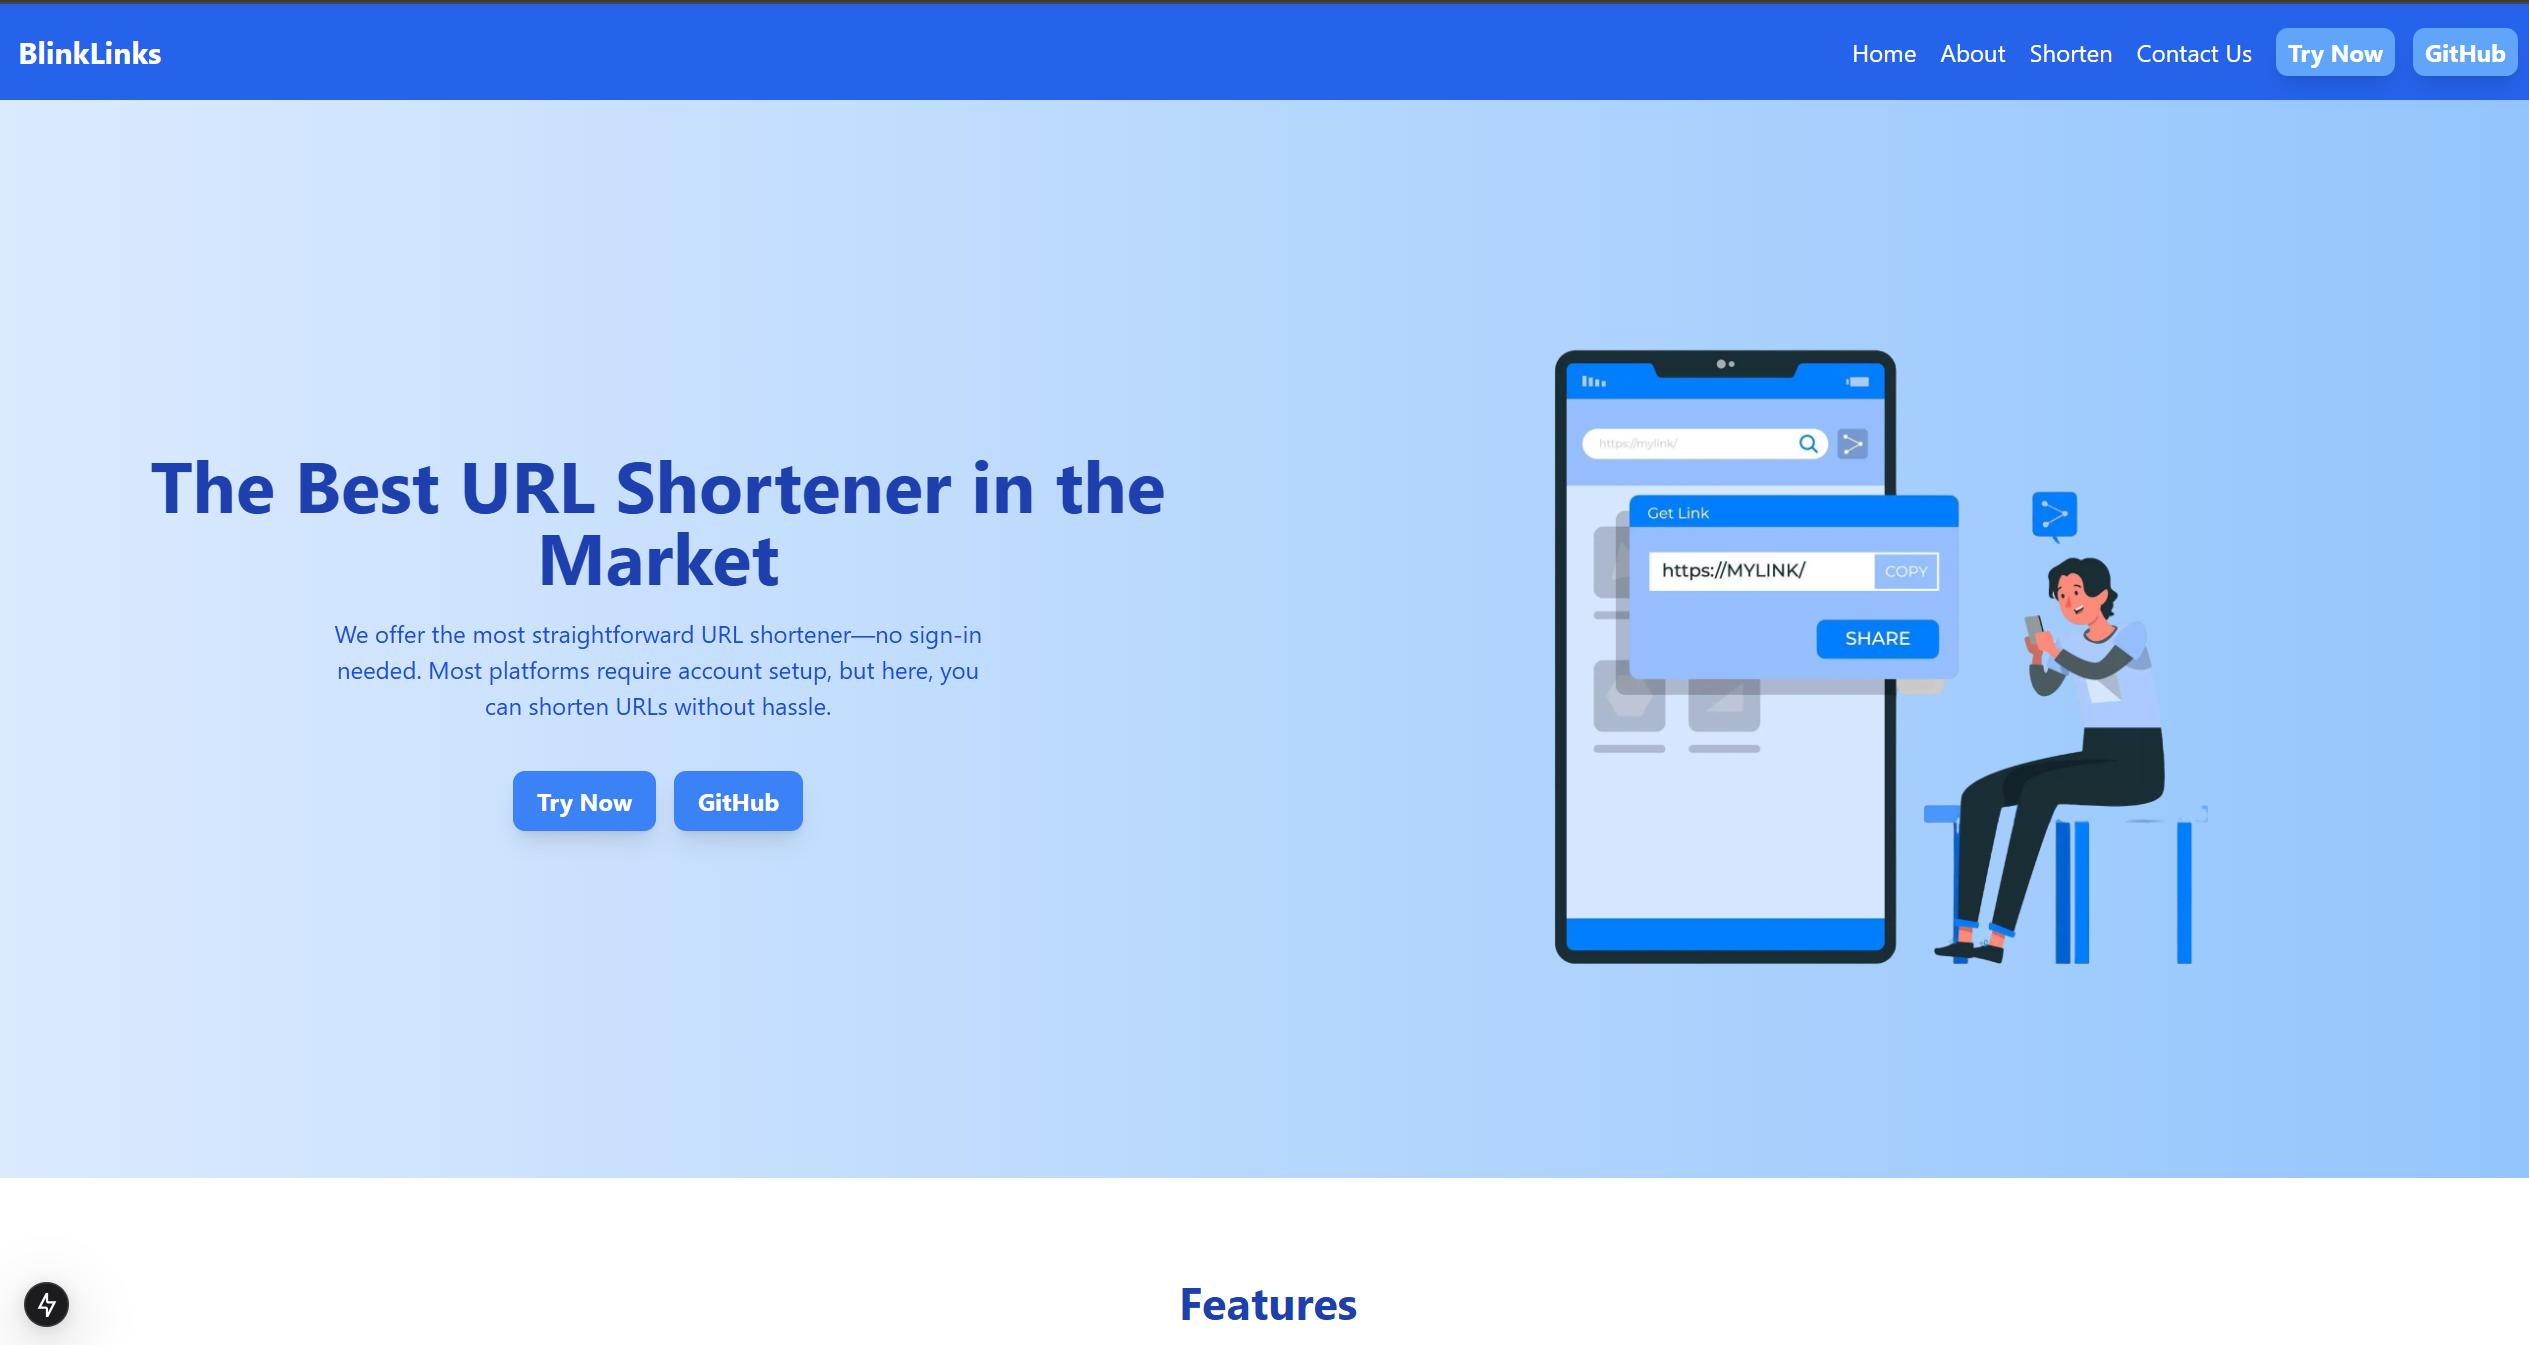 BlinkLinks
Home About Shorten Contact Us Try Now GitHub
The Best URL Shortener in the
Market
We offer the most straightforward URL shortener—no sign-in
needed. Most platforms require account setup, but here, you
can shorten URLs without hassle.
Try Now GitHub
https://mylink/
Get Link
https://MYLINK/ COPY
SHARE
Features